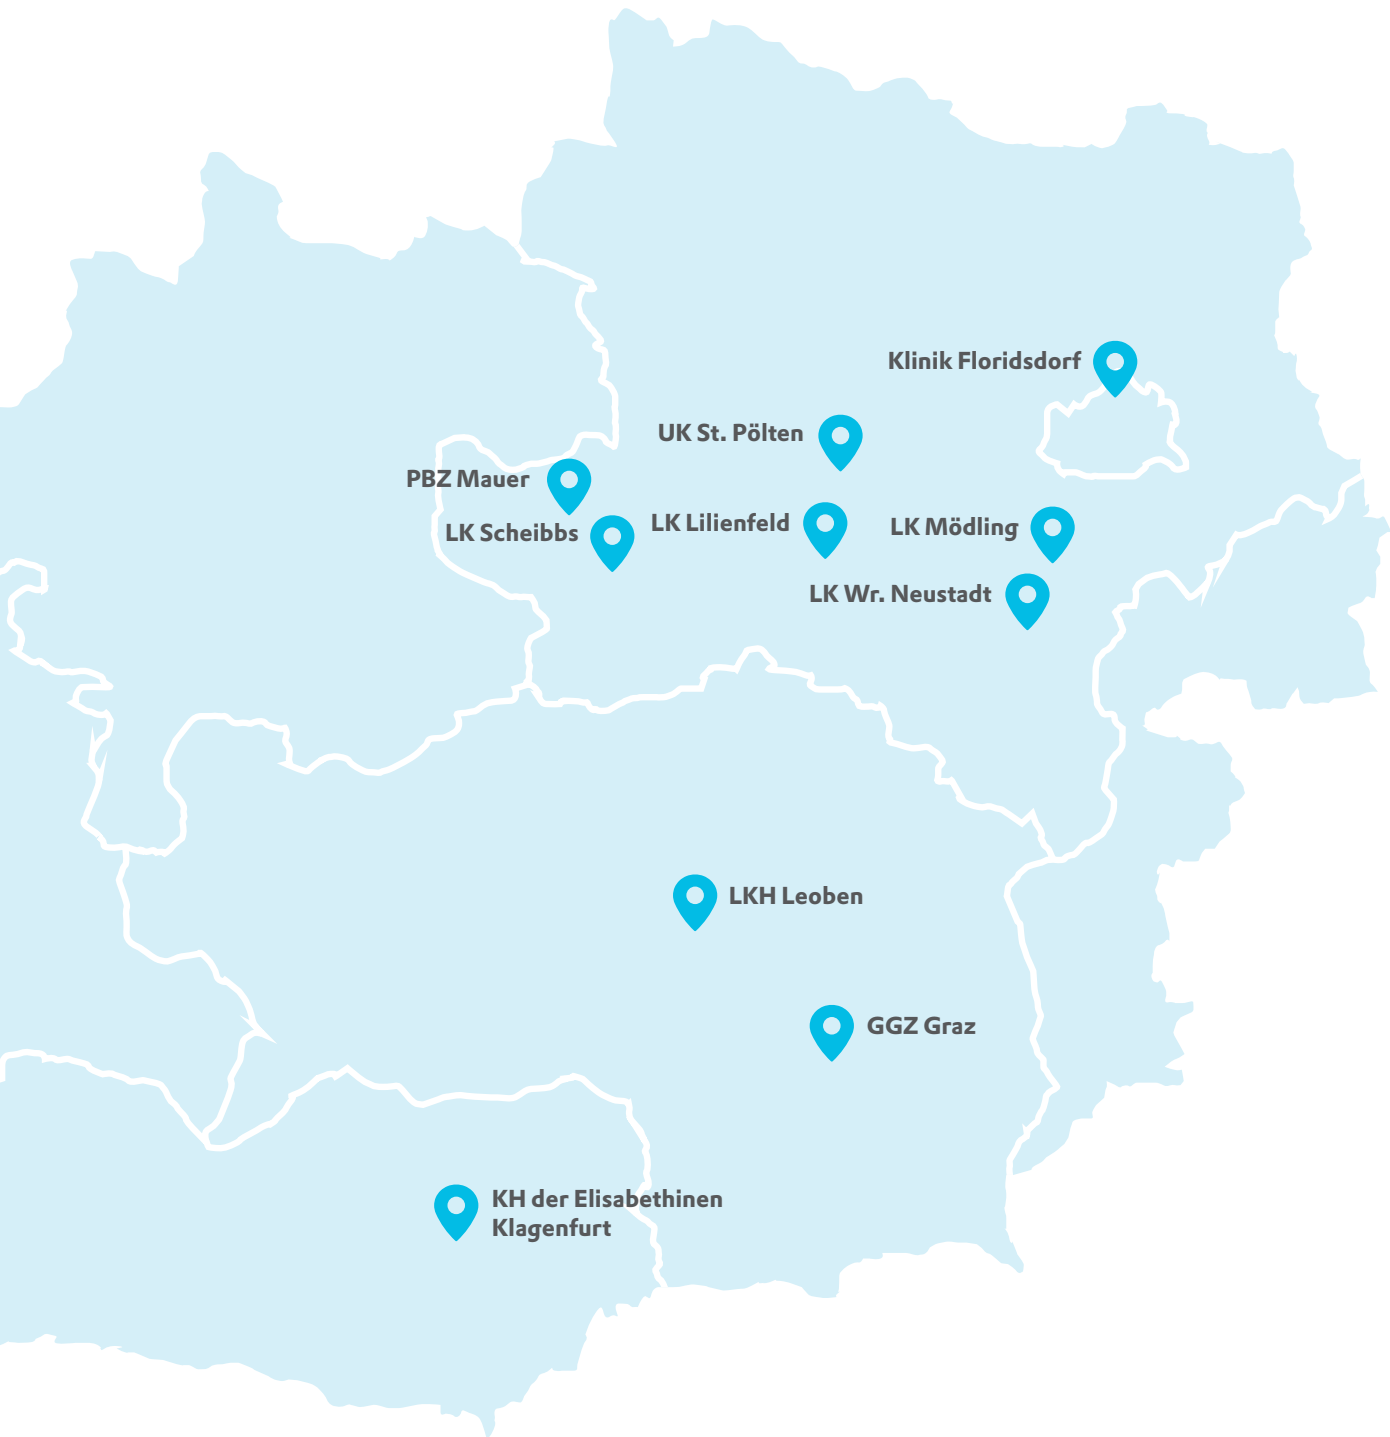 Klinik Floridsdorf
UK St. Pölten
PBZ Mauer
LK Lilienfeld
LK Mödling
LK Scheibbs
LK Wr. Neustadt
LKH Leoben
GGZ Graz
KH der Elisabethinen
Klagenfurt